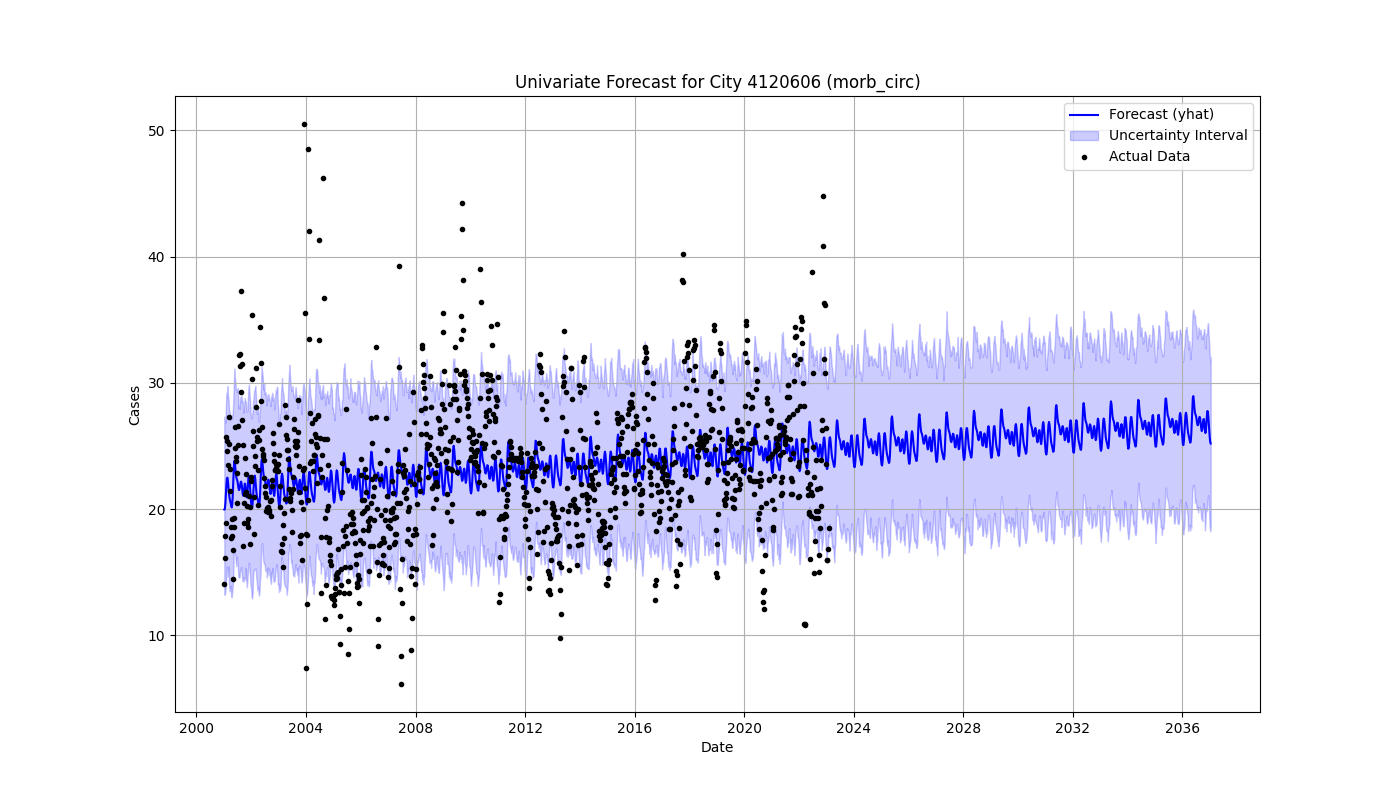 Univariate Forecast for City 4120606 (morb_circ)
Forecast (yhat)
Uncertainty Interval
Actual Data
50
40
30
20
10
Cases
2000 2004 2008 2012 2016 2020 2024 2028 2032 2036
Date